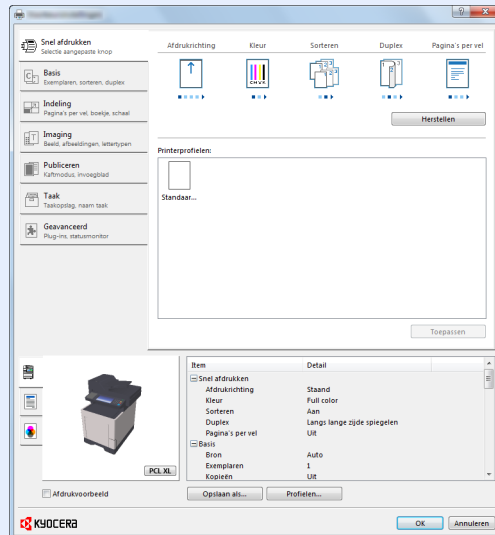 Snel afdrukken
Selectie aangepaste knop
Basis
Exemplaren, sorteren, duplex
Indeling
Pagina's per vel, boekje, schaal
Imaging
Beeld, afbeeldingen, lettertypen
Publiceren
Kaftmodus, invoegblad
Taak
Taakopslag, naam taak
Geavanceerd
Plug-ins, statusmonitor
Afdrukrichting Kleur Sorteren Duplex Pagina's per vel
CMYK
Herstellen
Printerprofielen:
Standaar...
Toepassen
Item Detail
Snel afdrukken
Afdrukrichting Staand
Kleur Full color
Sorteren Aan
Duplex Langs lange zijde spiegelen
Pagina's per vel Uit
Basis
Bron Auto
Exemplaren 1
Kopieën Uit
PCL XL
Afdrukvoorbeeld
Opslaan als... Profielen...
KYOCERA
OK Annuleren